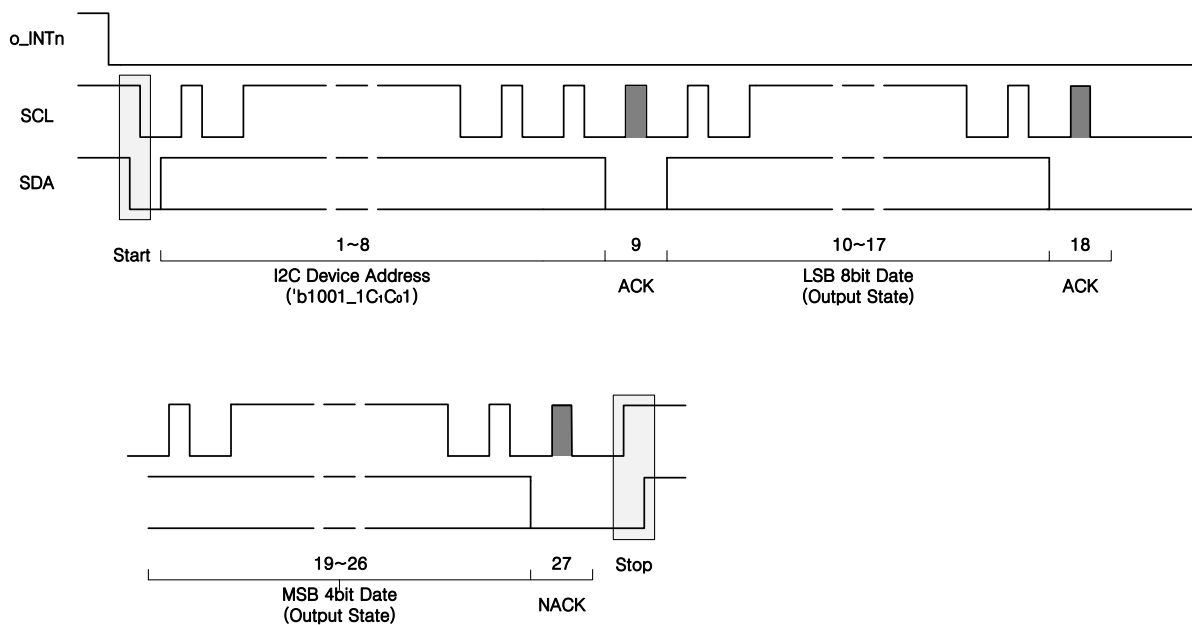 o_INTn
SCL
SDA
Start
1~8
9
10~17
18
I2C Device Address
('b1001_1C₁C₀1)
ACK
LSB 8bit Date
(Output State)
ACK
19~26
27
Stop
MSB 4bit Date
(Output State)
NACK